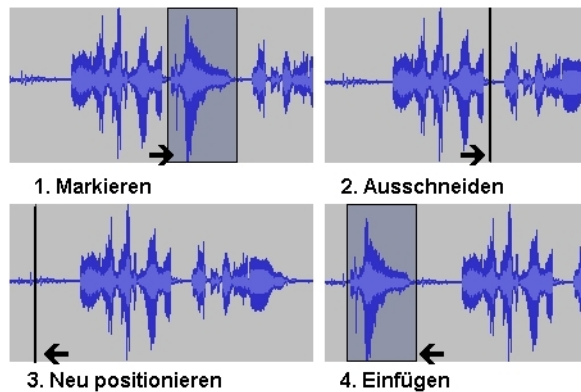 1. Markieren
2. Ausschneiden
3. Neu positionieren
4. Einfügen